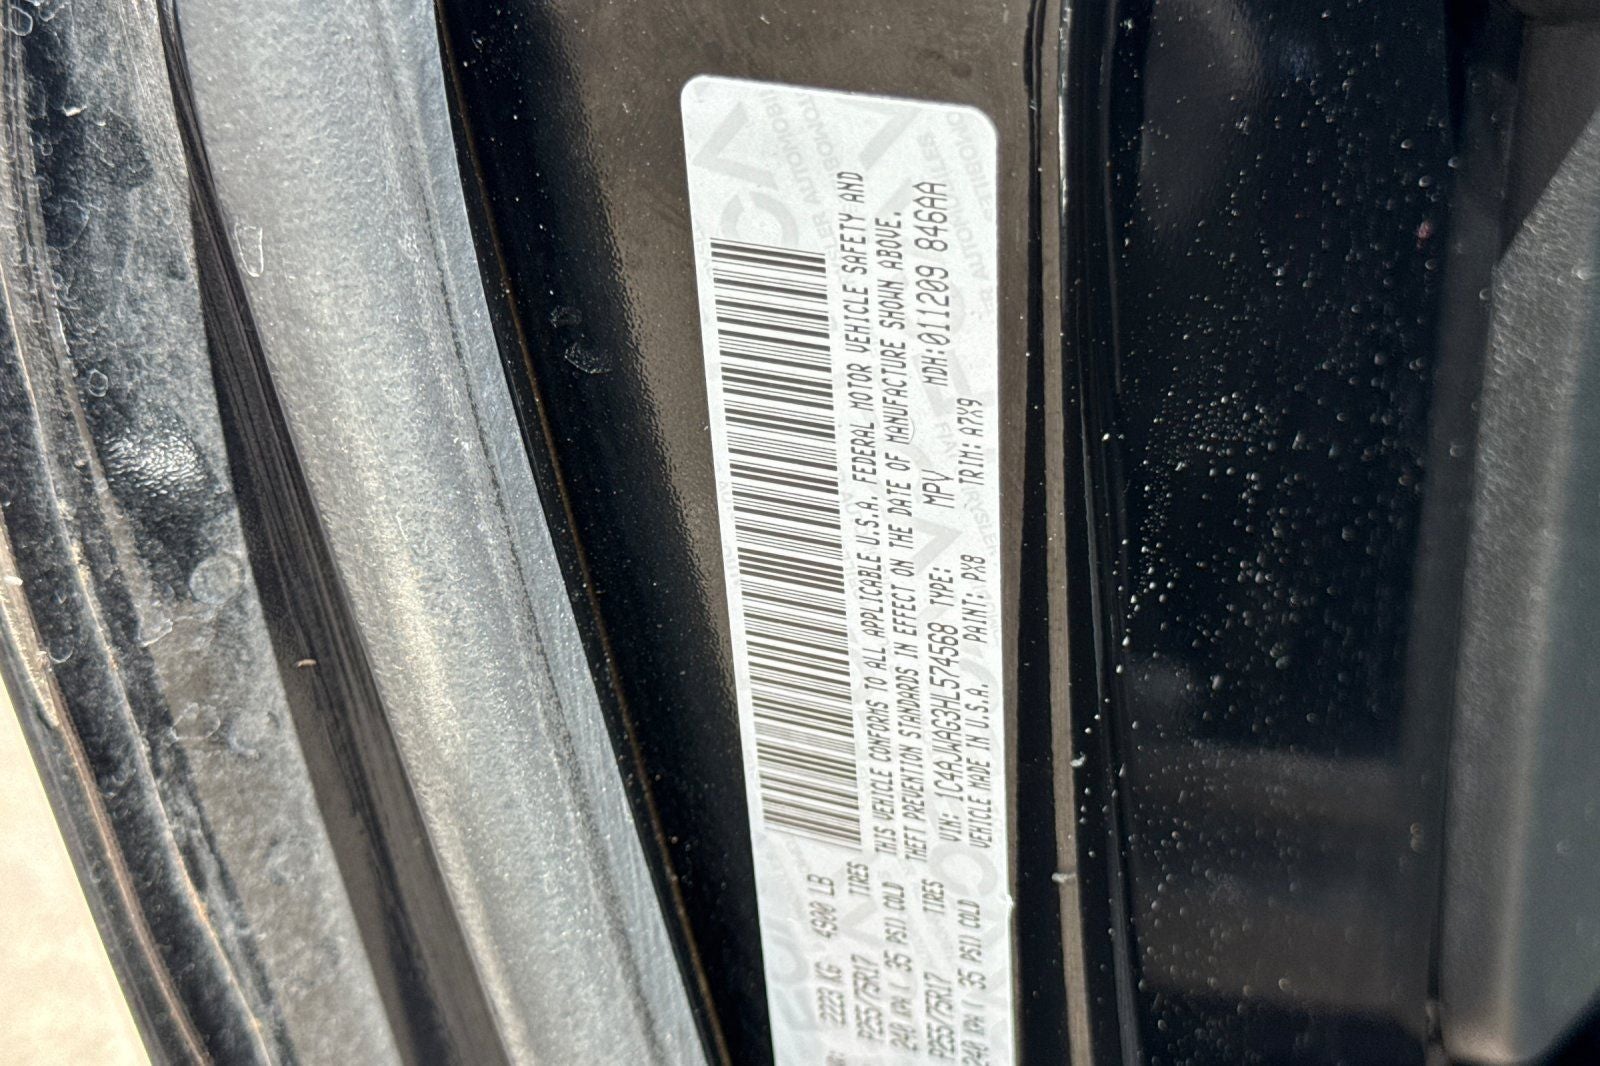 2223 KG 4900 LB
P255/75R17 TIRES
240 KPA( 35 PSI) COLD
P255/75R17 TIRES
240 KPA( 35 PSI) COLD
THIS VEHICLE CONFORMS TO ALL APPLICABLE U.S.A. FEDERAL MOTOR VEHICLE SAFETY AND
THEFT PREVENTION STANDARDS IN EFFECT ON THE DATE OF MANUFACTURE SHOWN ABOVE.
VIN: 1C4AJWAG3HL574568 TYPE: MPV MDH:011209 846AA
VEHICLE MADE IN U.S.A. PAINT: PX8 TRIM: A7X9